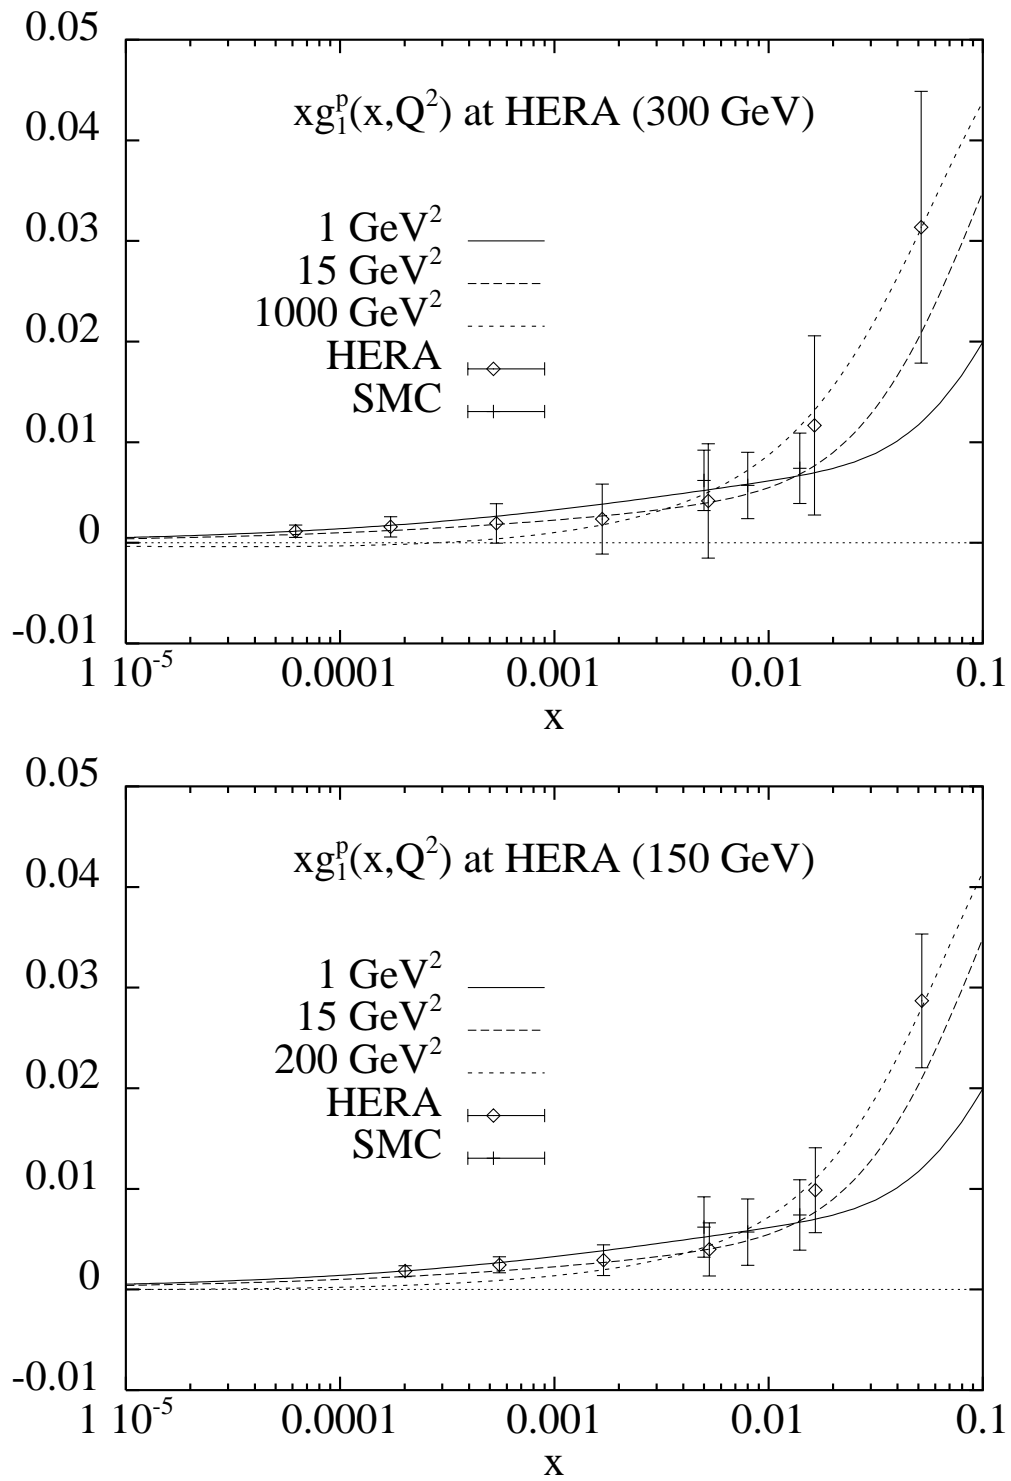 0.05
xg₁ᵖ(x,Q²) at HERA (300 GeV)
0.04
1 GeV²
0.03
15 GeV²
1000 GeV²
HERA
0.02
SMC
0.01
0
-0.01
1 10⁻⁵ 0.0001 0.001 0.01 0.1
x
0.05
xg₁ᵖ(x,Q²) at HERA (150 GeV)
0.04
1 GeV²
0.03
15 GeV²
200 GeV²
0.02
HERA
SMC
0.01
0
-0.01
1 10⁻⁵ 0.0001 0.001 0.01 0.1
x